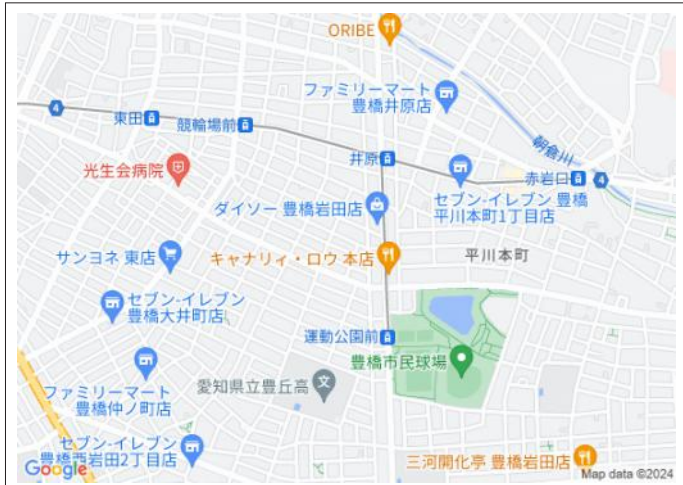 ORIBE
ファミリーマート
豊橋井原店
4
東田
競輪場前
朝倉川
井原
光生会病院
赤岩口
4
セブン-イレブン 豊橋
平川本町1丁目店
ダイソー 豊橋岩田店
サンヨネ 東店
キャナリィ・ロウ 本店
平川本町
セブン-イレブン
豊橋大井町店
運動公園前
豊橋市民球場
ファミリーマート
豊橋仲ノ町店
愛知県立豊丘高
文
セブン-イレブン
豊橋西岩田2丁目店
三河開化亭 豊橋岩田店
Google
Map data ©2024